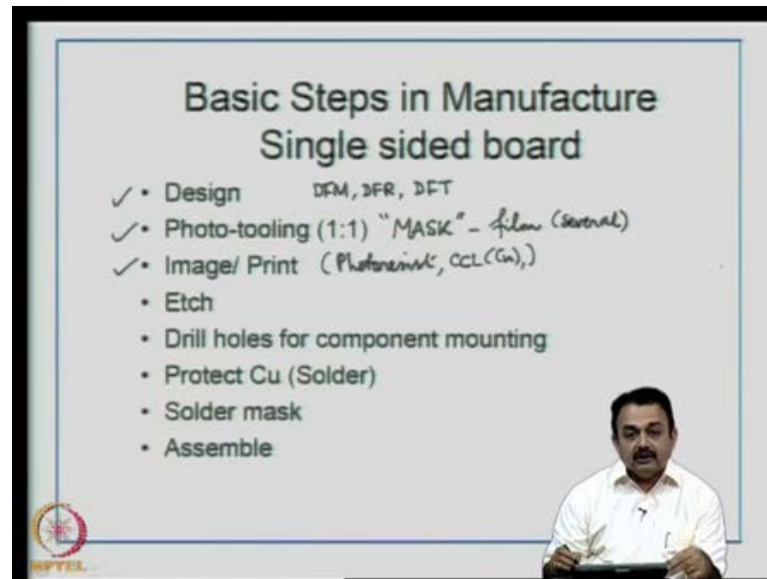 Basic Steps in Manufacture
Single sided board
✓ • Design DFM, DFR, DFT
✓ • Photo-tooling (1:1) "MASK" - film (several)
✓ • Image/ Print (Photoresist, CCL(Cu),)
• Etch
• Drill holes for component mounting
• Protect Cu (Solder)
• Solder mask
• Assemble
NPTEL